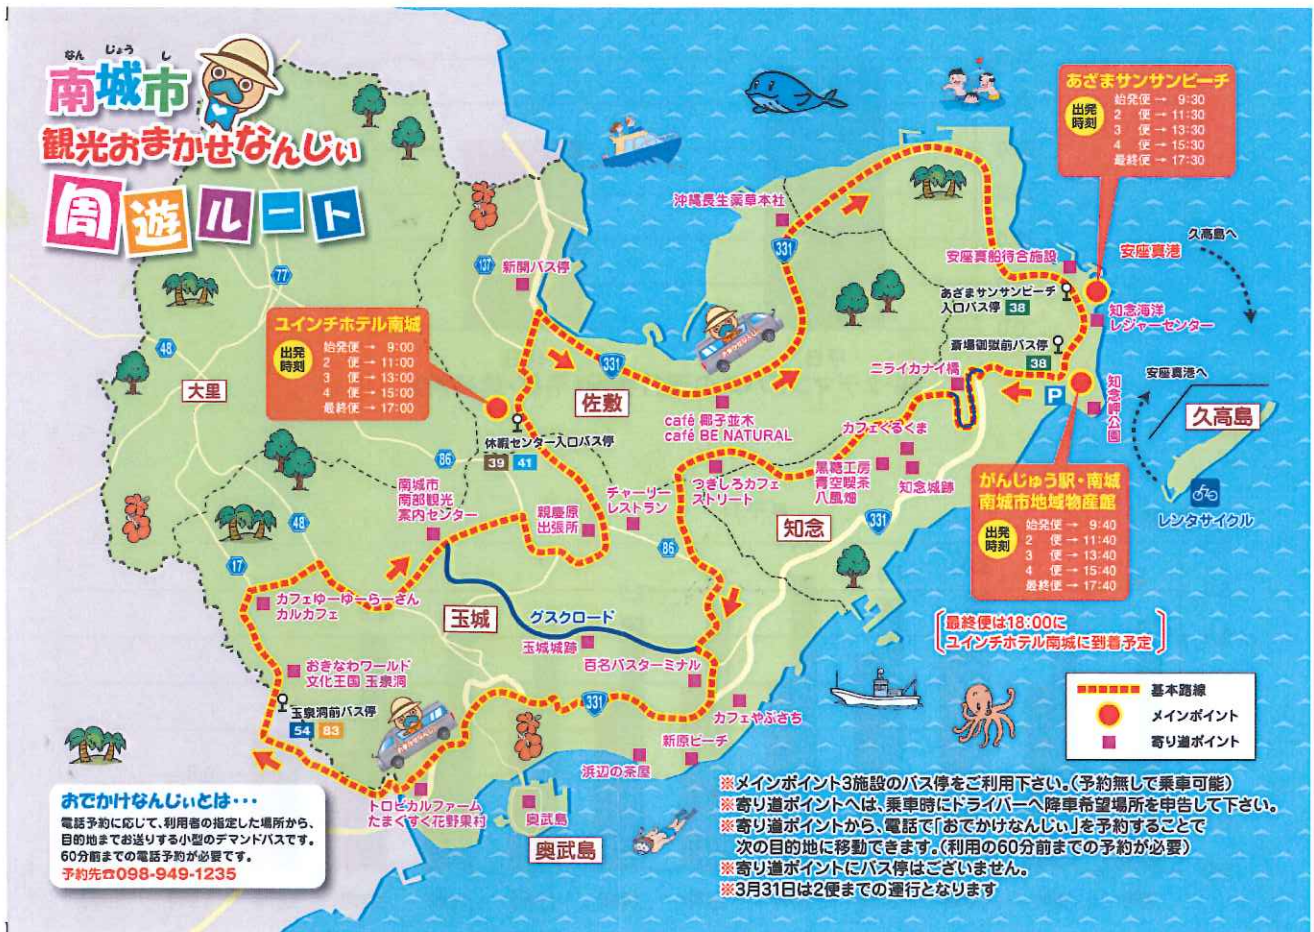 なん じょう し
南城市
観光おまかせなんじぃ
周遊ルート
あざまサンサンビーチ
出発時刻
始発便→ 9:30
2 便→11:30
3 便→13:30
4 便→15:30
最終便→17:30
沖縄長生薬草本社
331
安座真船待合施設
久高島へ
安座真港
137
新開バス停
77
あざまサンサンビーチ
入口バス停 38
知念海洋
レジャーセンター
斎場御嶽前バス停
38
ユインチホテル南城
出発時刻
始発便→ 9:00
2 便→11:00
3 便→13:00
4 便→15:00
最終便→17:00
48
大里
331
佐敷
ニライカナイ橋
P
知念岬公園
安座真港へ
久高島
レンタサイクル
café 椰子並木
café BE NATURAL
休暇センター入口バス停
39 41
86
カフェくるくま
黒糖工房
青空喫茶
八風畑
知念城跡
つきしろカフェ
ストリート
がんじゅう駅・南城
南城市地域物産館
出発時刻
始発便→ 9:40
2 便→11:40
3 便→13:40
4 便→15:40
最終便→17:40
南城市
南部観光
案内センター
親慶原
出張所
チャーリー
レストラン
86
知念
331
48
17
カフェゆーゆーらーさん
カルカフェ
玉城
グスクロード
玉城城跡
百名バスターミナル
最終便は18:00に
ユインチホテル南城に到着予定
おきなわワールド
文化王国 玉泉洞
玉泉洞前バス停
54 83
331
カフェやぶさち
新原ビーチ
浜辺の茶屋
トロピカルファーム
たまぐすく花野果村
奥武島
奥武島
基本路線
メインポイント
寄り道ポイント
おでかけなんじぃとは…
電話予約に応じて、利用者の指定した場所から、
目的地までお送りする小型のデマンドバスです。
60分前までの電話予約が必要です。
予約先☎098-949-1235
※メインポイント3施設のバス停をご利用下さい。(予約無しで乗車可能)
※寄り道ポイントへは、乗車時にドライバーへ降車希望場所を申告して下さい。
※寄り道ポイントから、電話で「おでかけなんじぃ」を予約することで
次の目的地に移動できます。(利用の60分前までの予約が必要)
※寄り道ポイントにバス停はございません。
※3月31日は2便までの運行となります